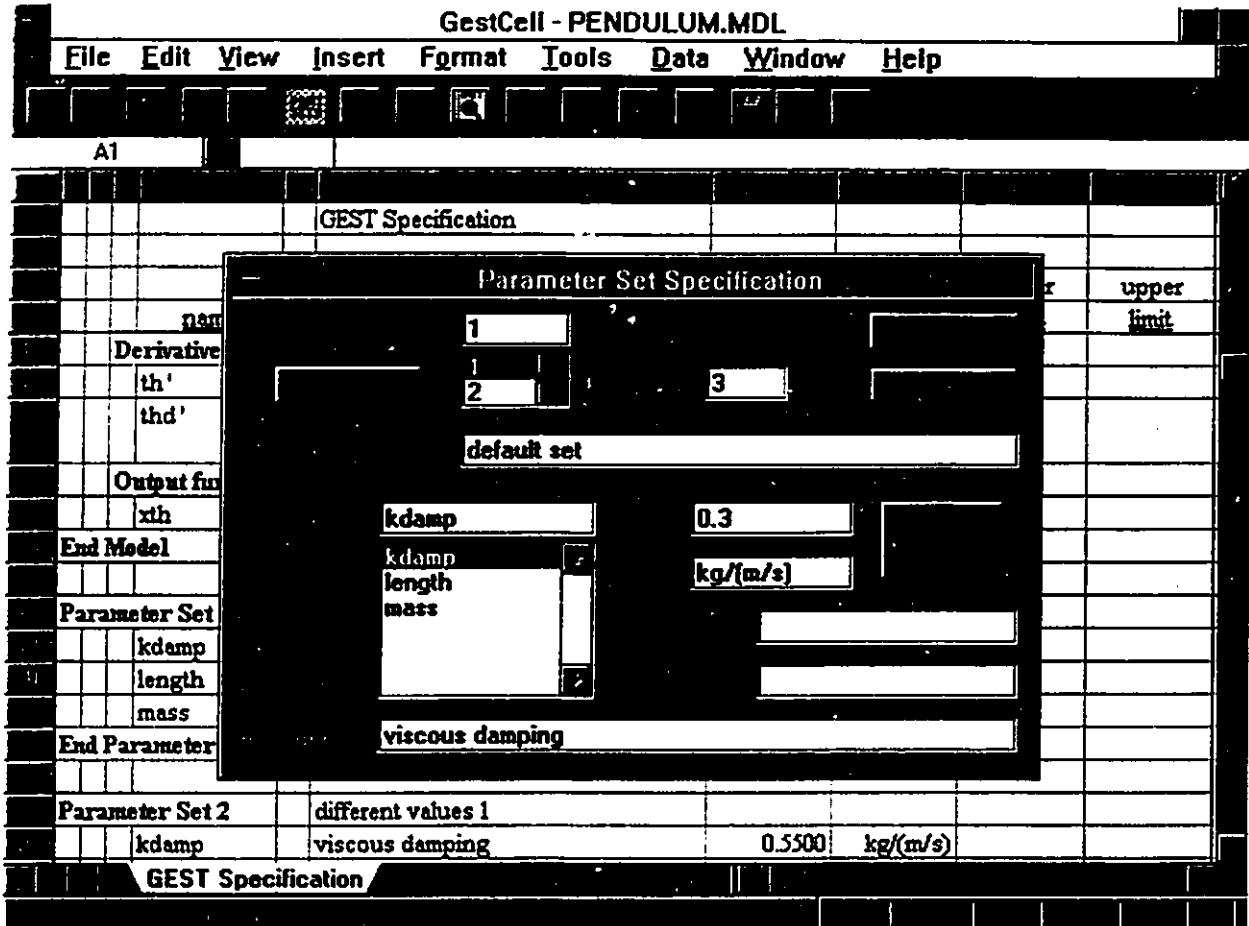 GestCell - PENDULUM.MDL
File Edit View Insert Format Tools Data Window Help
A1
GEST Specification
Parameter Set Specification
upper
limit
1
Derivative
th'
1
2
3
thd'
default set
xth
kdamp
0.3
End Model
kdamp
length
mass
kg/(m/s)
Parameter Set
kdamp
length
mass
viscous damping
End Parameter
Parameter Set 2 different values 1
kdamp viscous damping 0.5500 kg/(m/s)
GEST Specification